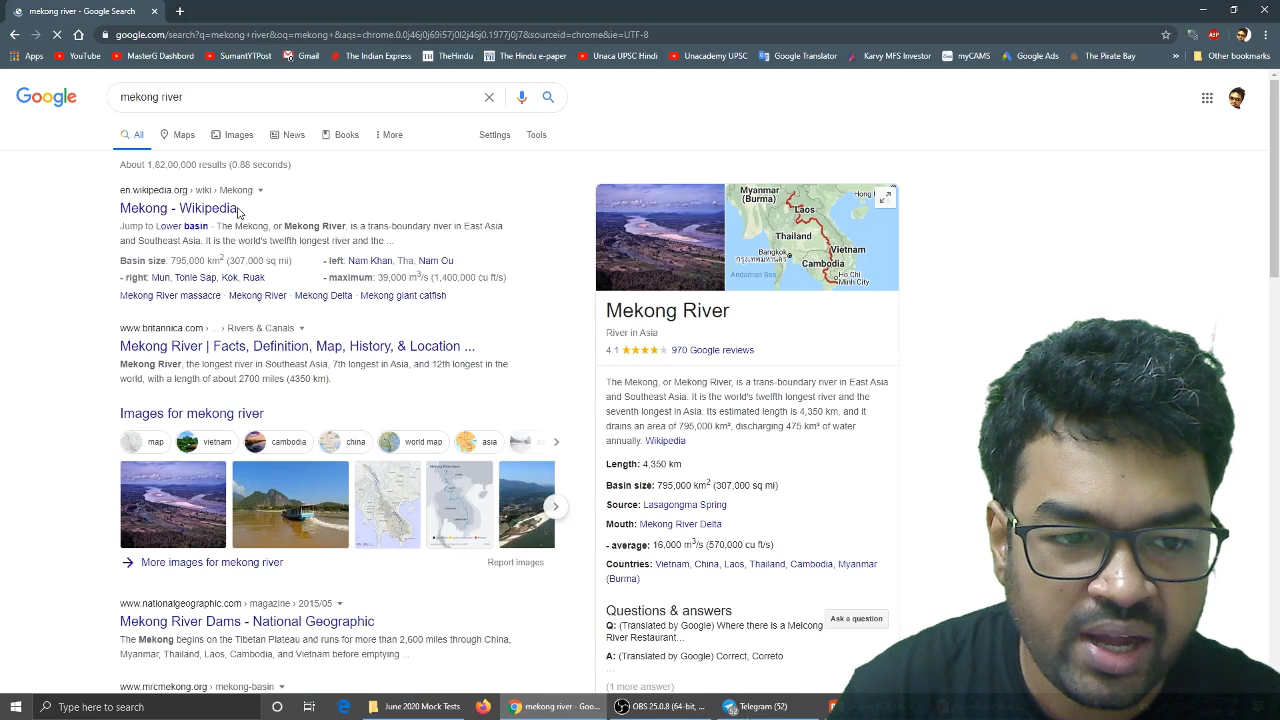 mekong river - Google Search
google.com/search?q=mekong+river&oq=mekong+&aqs=chrome.0.0j46j0j69i57j0l2j46j0.1977j0j7&sourceid=chrome&ie=UTF-8
Apps YouTube MasterDash Board SumantYTPost Gmail The Indian Express TheHindu The Hindu e-paper Unaca UPSC Unacademy UPSC Google Translator Karvy MFS Investor myCAMS Google Ads The Pirate Bay » Other bookmarks
Google mekong river
All Maps Images News Books More Settings Tools
About 1,82,00,000 results (0.88 seconds)
en.wikipedia.org › wiki › Mekong
Mekong - Wikipedia
Jump to Lower basin - The Mekong, or Mekong River, is a trans-boundary river in East Asia
and Southeast Asia. It is the world's twelfth longest river and the ...
Basin size: 795,000 km2 (307,000 sq mi) - left: Nam Khan, Tha, Nam Ou
- right: Mun, Tonle Sap, Kok, Ruak - maximum: 39,000 m3/s (1,400,000 cu ft/s)
Mekong River massacre · Mekong River · Mekong Delta · Mekong giant catfish
www.britannica.com › ... › Rivers & Canals
Mekong River | Facts, Definition, Map, History, & Location ...
Mekong River, the longest river in Southeast Asia, 7th longest in Asia, and 12th longest in the
world, with a length of about 2700 miles (4350 km).
Images for mekong river
map vietnam cambodia china world map asia
More images for mekong river Report images
www.nationalgeographic.com › magazine › 2015/05
Mekong River Dams - National Geographic
The Mekong begins on the Tibetan Plateau and runs for more than 2,600 miles through China,
Myanmar, Thailand, Laos, Cambodia, and Vietnam before emptying ...
www.mrcmekong.org › mekong-basin
Myanmar
(Burma)
Hong
Laos
Thailand
Vietnam
Bangkok
กรุงเทพฯ
Cambodia
Andaman Sea
Ho Chi
Minh City
Mekong River
River in Asia
4.1 970 Google reviews
The Mekong, or Mekong River, is a trans-boundary river in East Asia
and Southeast Asia. It is the world's twelfth longest river and the
seventh longest in Asia. Its estimated length is 4,350 km, and it
drains an area of 795,000 km², discharging 475 km³ of water
annually. Wikipedia
Length: 4,350 km
Basin size: 795,000 km2 (307,000 sq mi)
Source: Lasagongma Spring
Mouth: Mekong River Delta
- average: 16,000 m3/s (570,000 cu ft/s)
Countries: Vietnam, China, Laos, Thailand, Cambodia, Myanmar
(Burma)
Questions & answers
Ask a question
Q: (Translated by Google) Where there is a Melcong
River Restaurant...
A: (Translated by Google) Correct, Correto
...
(1 more answer)
Type here to search June 2020 Mock Tests mekong river - Goo... OBS 25.0.8 (64-bit, ... Telegram (52)